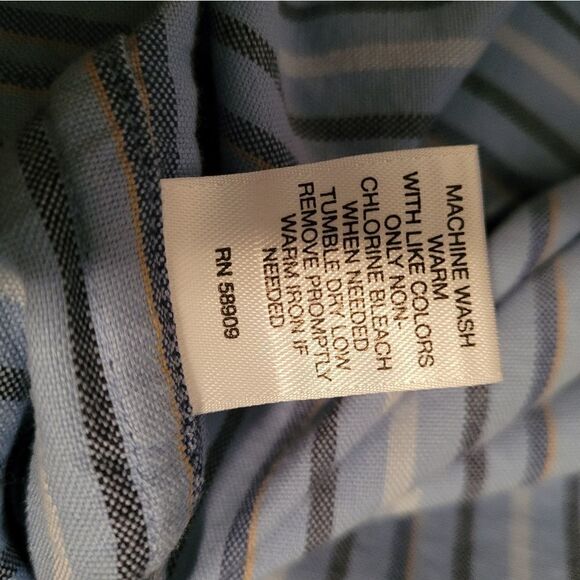 MACHINE WASH
WARM
WITH LIKE COLORS
ONLY NON-
CHLORINE BLEACH
WHEN NEEDED
TUMBLE DRY LOW
REMOVE PROMPTLY
WARM IRON IF
NEEDED
RN 58909